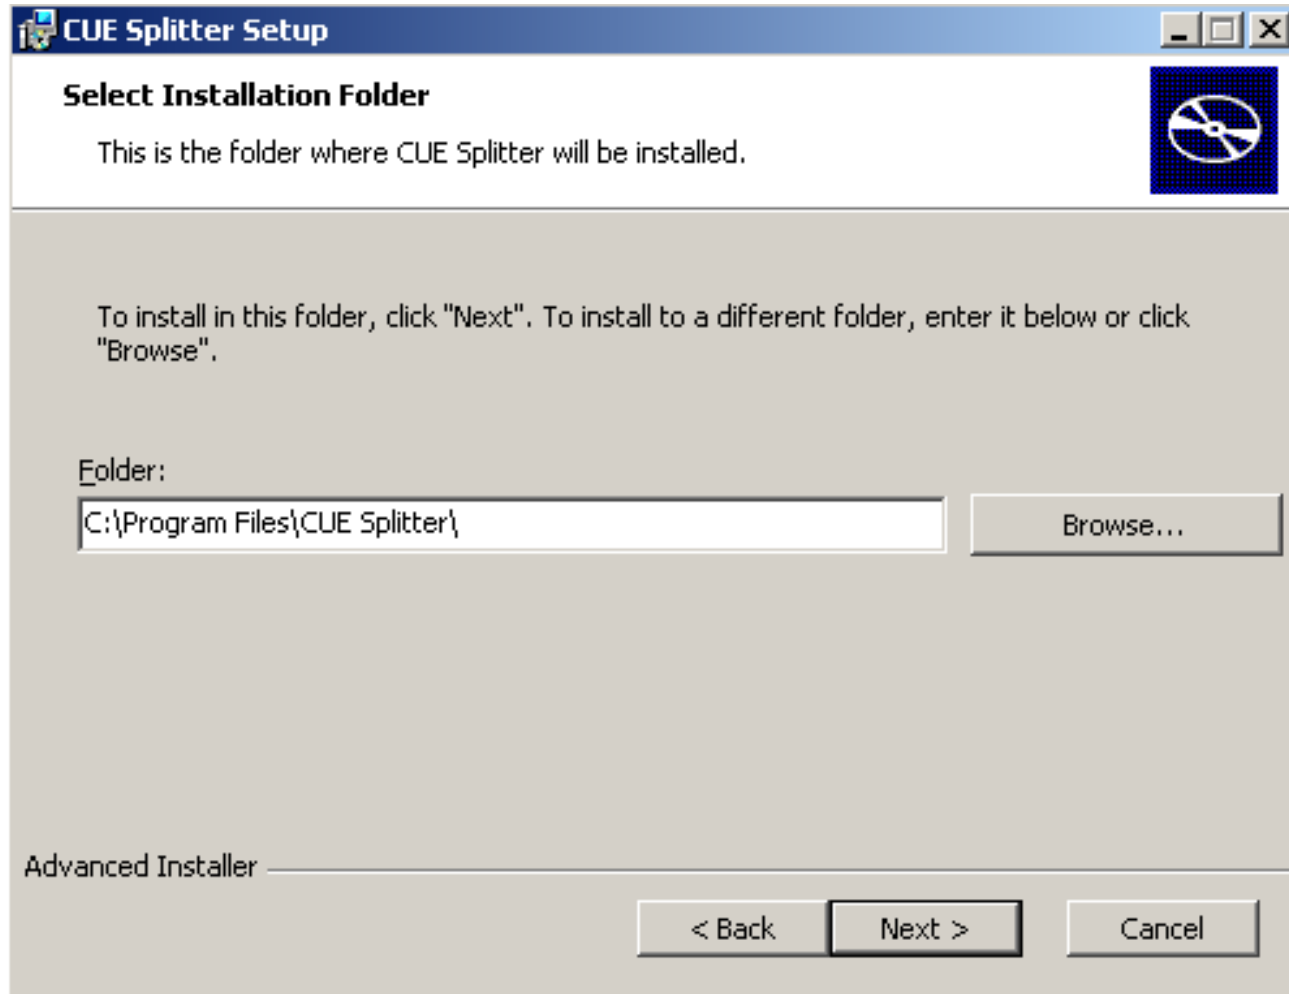 CUE Splitter Setup
Select Installation Folder
This is the folder where CUE Splitter will be installed.
To install in this folder, click "Next". To install to a different folder, enter it below or click
"Browse".
Folder:
C:\Program Files\CUE Splitter\
Browse...
Advanced Installer
< Back
Next >
Cancel